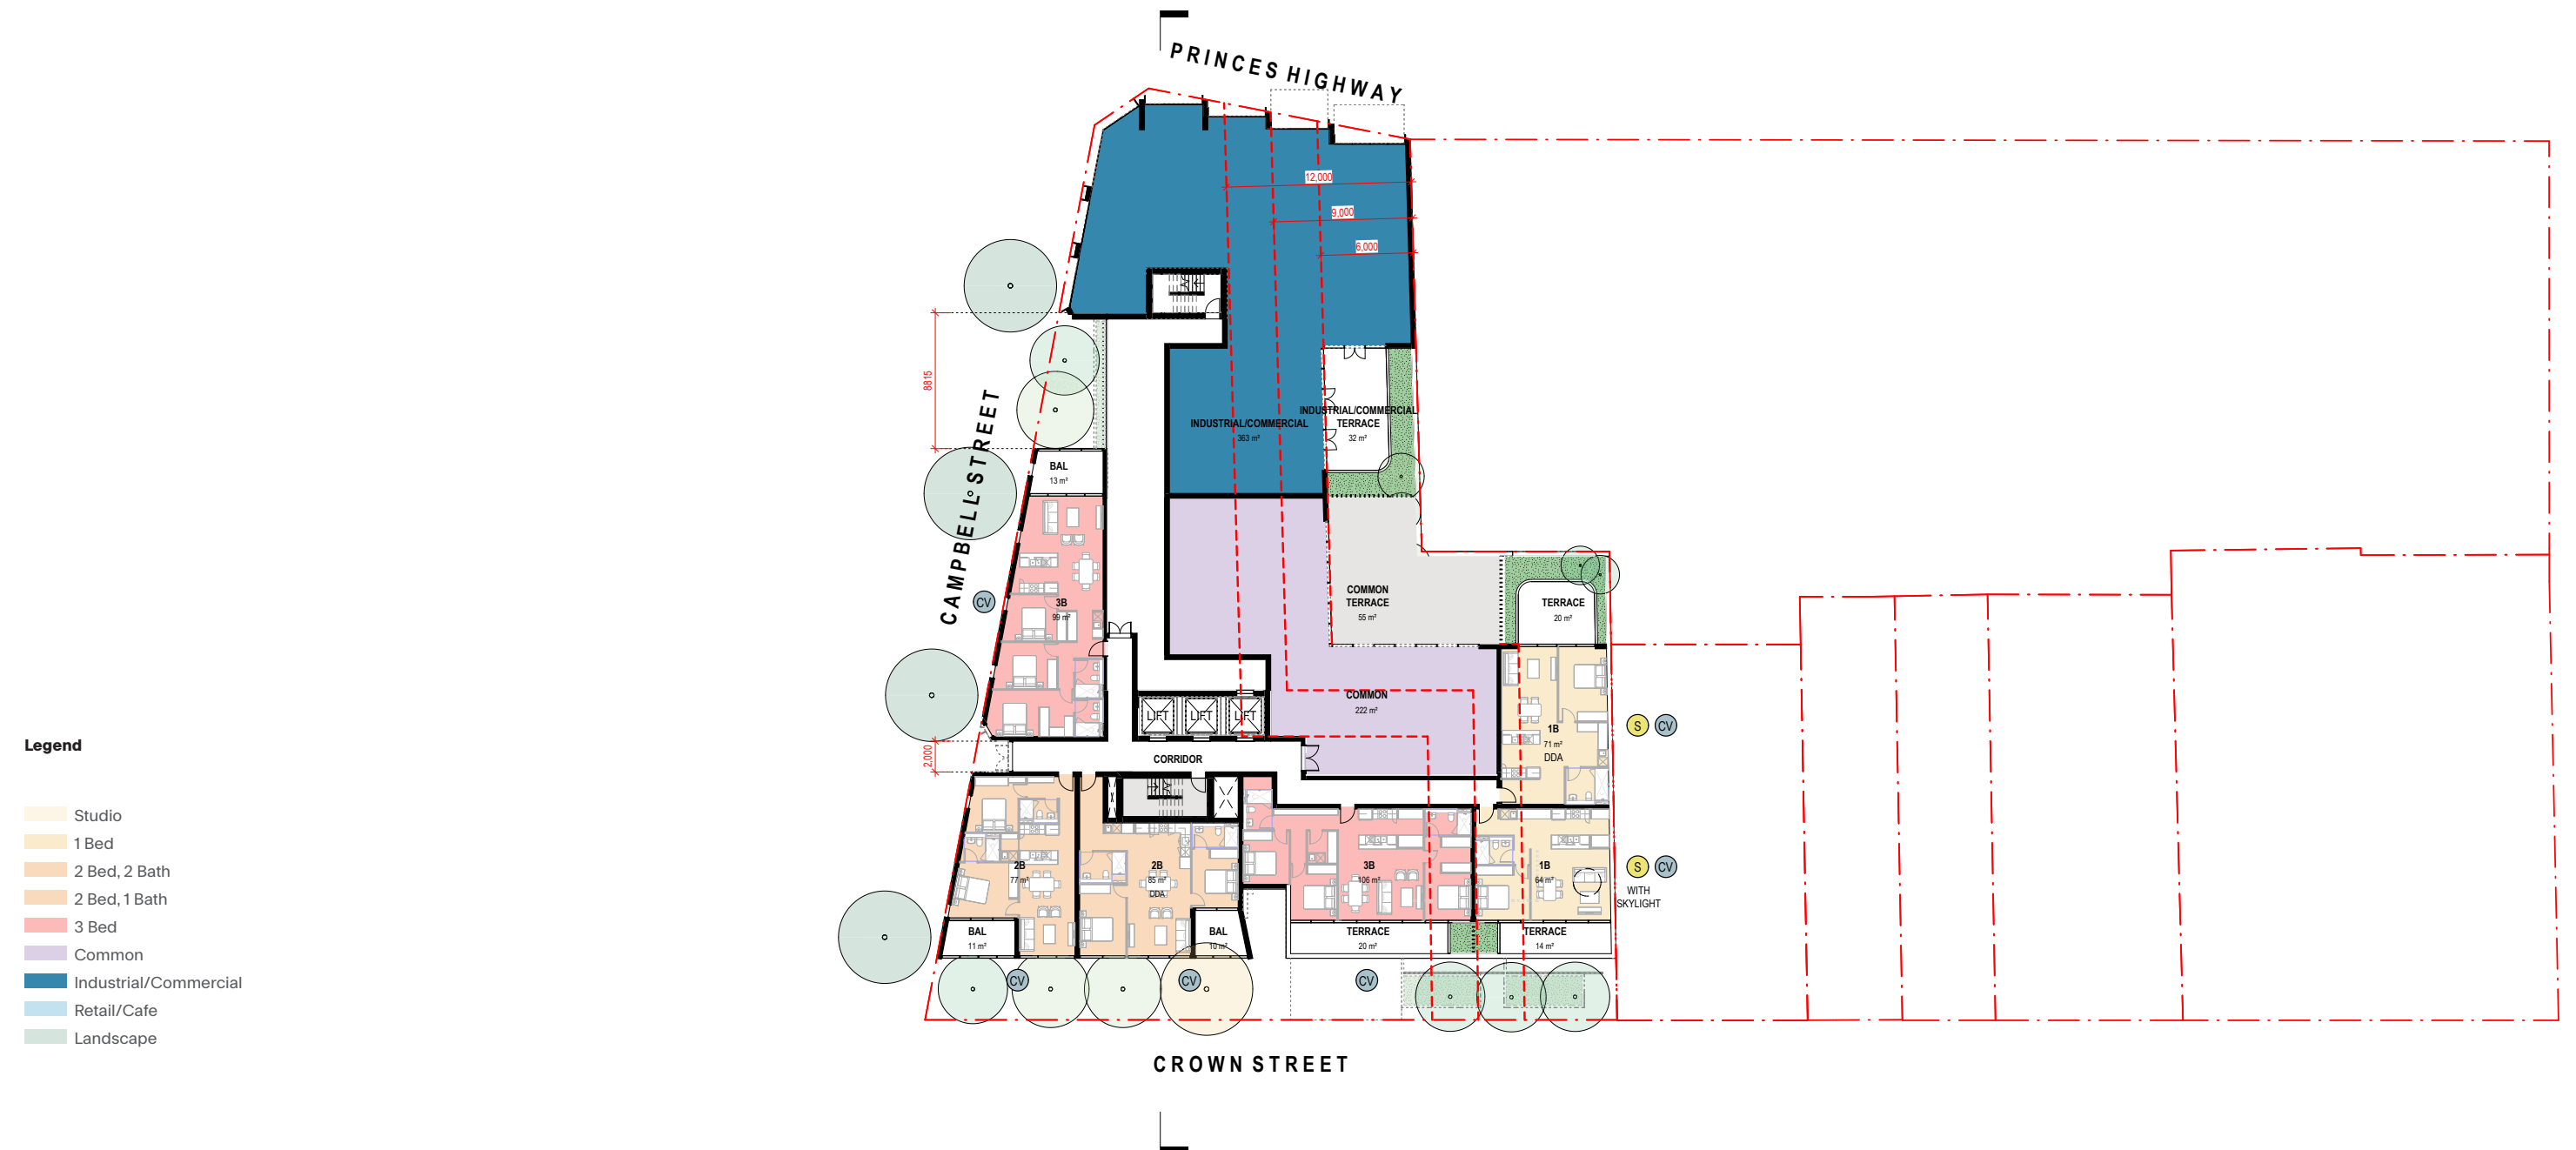 PRINCES HIGHWAY
12,000
9,000
6,000
8815
CAMPBELL STREET
INDUSTRIAL/COMMERCIAL
363 m²
INDUSTRIAL/COMMERCIAL
TERRACE
32 m²
BAL
13 m²
CV
3B
99 m²
COMMON
TERRACE
55 m²
TERRACE
20 m²
COMMON
222 m²
LIFT
LIFT
LIFT
1B
71 m²
DDA
S
CV
2,000
CORRIDOR
2B
77 m²
2B
85 m²
DDA
3B
106 m²
1B
64 m²
S
CV
WITH
SKYLIGHT
BAL
11 m²
BAL
10 m²
TERRACE
20 m²
TERRACE
14 m²
CV
CV
CV
CROWN STREET
Legend
Studio
1 Bed
2 Bed, 2 Bath
2 Bed, 1 Bath
3 Bed
Common
Industrial/Commercial
Retail/Cafe
Landscape